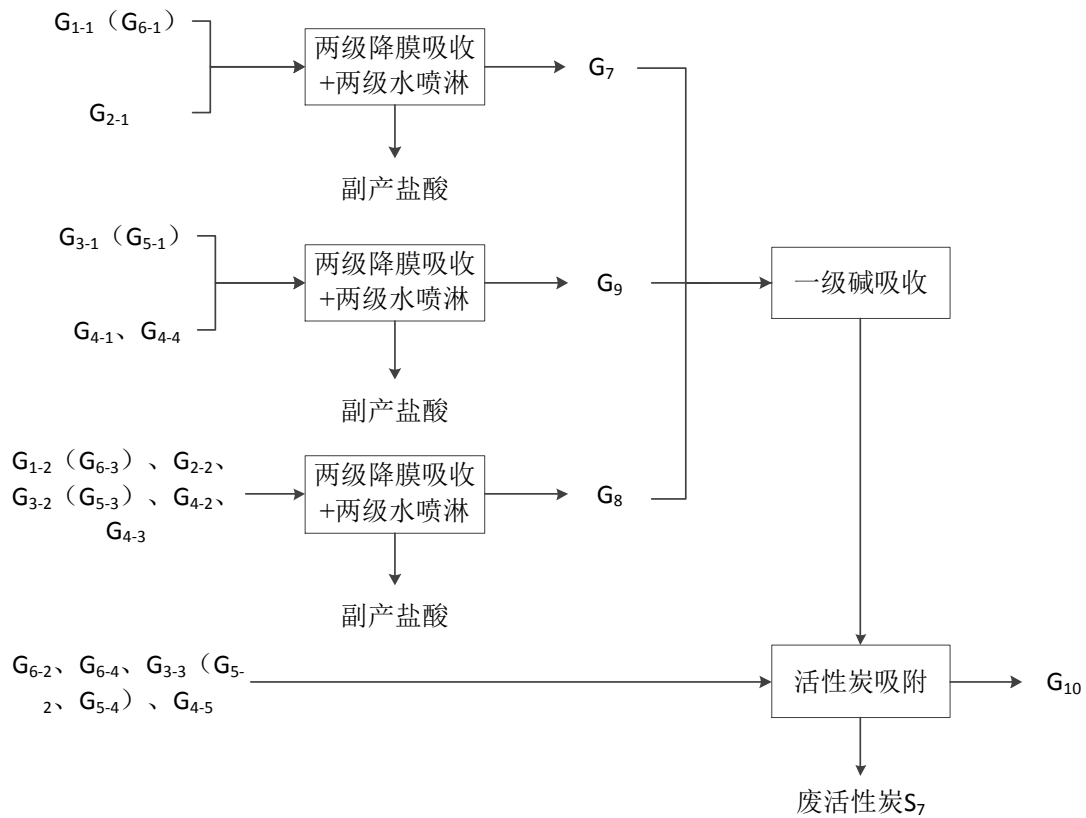 G₁₋₁（G₆₋₁）
G₂₋₁
两级降膜吸收
+两级水喷淋
G₇
副产盐酸
G₃₋₁（G₅₋₁）
G₄₋₁、G₄₋₄
两级降膜吸收
+两级水喷淋
G₉
一级碱吸收
副产盐酸
G₁₋₂（G₆₋₃）、G₂₋₂、
G₃₋₂（G₅₋₃）、G₄₋₂、
G₄₋₃
两级降膜吸收
+两级水喷淋
G₈
副产盐酸
G₆₋₂、G₆₋₄、G₃₋₃（G₅₋
₂、G₅₋₄）、G₄₋₅
活性炭吸附
G₁₀
废活性炭S₇